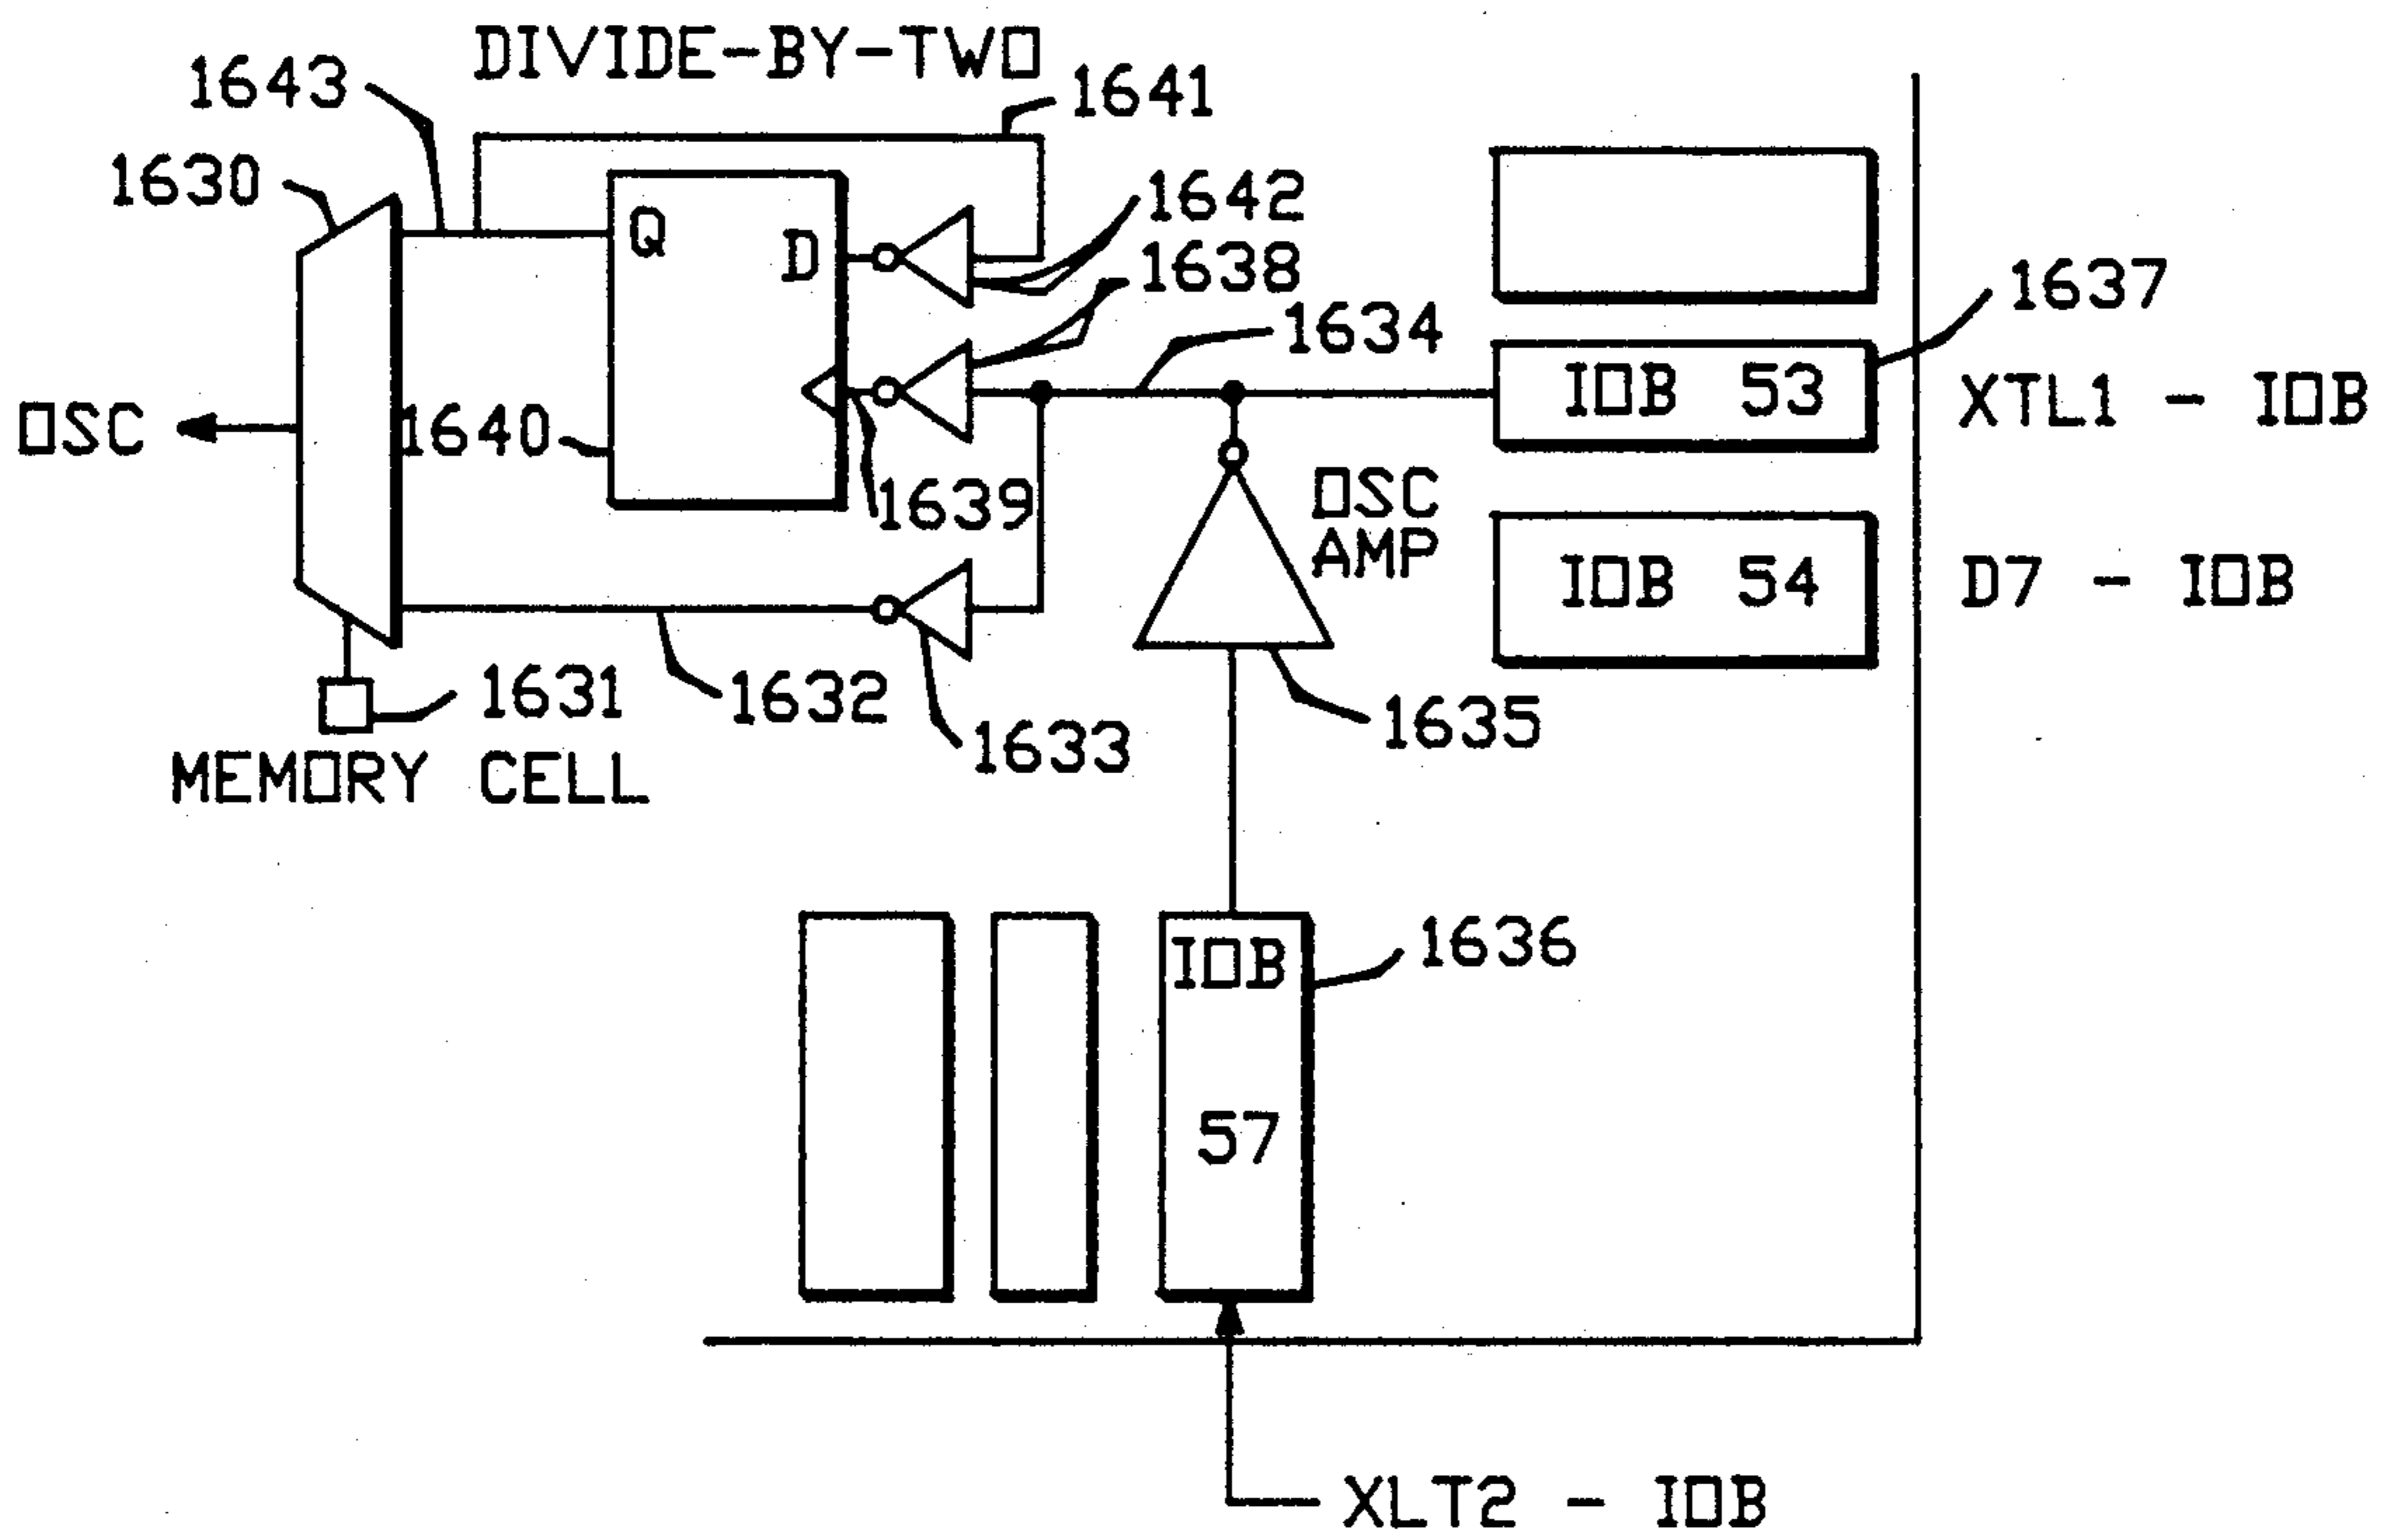 DIVIDE-BY-TWO
1643
1641
1630
1642
Q
D
1638
1637
1634
IOB 53
XTL1 - IOB
OSC
1640
1639
OSC
AMP
IOB 54
D7 - IOB
1631
1632
1633
1635
MEMORY CELL
IOB
57
1636
XLT2 - IOB